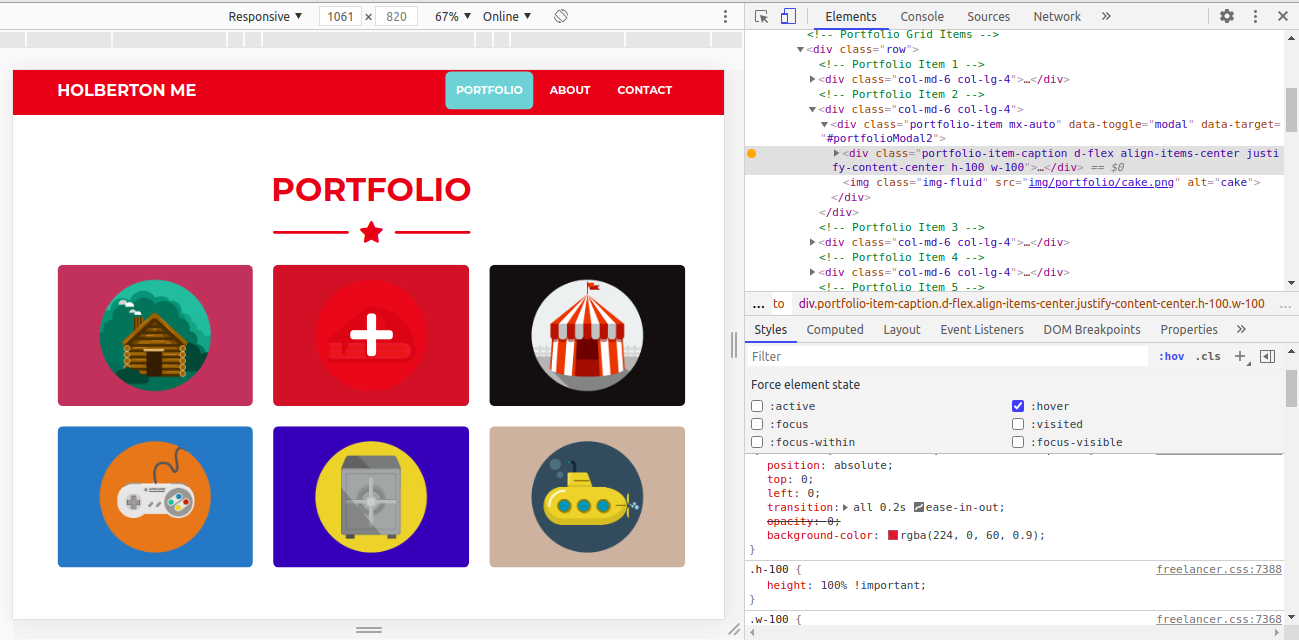 Responsive ▼ 1061 × 820 67% ▼ Online ▼
Elements Console Sources Network »
HOLBERTON ME PORTFOLIO ABOUT CONTACT
PORTFOLIO
<!-- Portfolio Grid Items -->
▼<div class="row">
<!-- Portfolio Item 1 -->
▶<div class="col-md-6 col-lg-4">…</div>
<!-- Portfolio Item 2 -->
▼<div class="col-md-6 col-lg-4">
▼<div class="portfolio-item mx-auto" data-toggle="modal" data-target=
"#portfolioModal2">
▶<div class="portfolio-item-caption d-flex align-items-center justi
fy-content-center h-100 w-100">…</div> == $0
<img class="img-fluid" src="img/portfolio/cake.png" alt="cake">
</div>
</div>
<!-- Portfolio Item 3 -->
▶<div class="col-md-6 col-lg-4">…</div>
<!-- Portfolio Item 4 -->
▶<div class="col-md-6 col-lg-4">…</div>
<!-- Portfolio Item 5 -->
... to div.portfolio-item-caption.d-flex.align-items-center.justify-content-center.h-100.w-100 ...
Styles Computed Layout Event Listeners DOM Breakpoints Properties »
Filter :hov .cls +
Force element state
:active :hover
:focus :visited
:focus-within :focus-visible
position: absolute;
top: 0;
left: 0;
transition:▶ all 0.2s ease-in-out;
opacity: 0;
background-color: rgba(224, 0, 60, 0.9);
}
.h-100 { freelancer.css:7388
height: 100% !important;
}
.w-100 { freelancer.css:7368